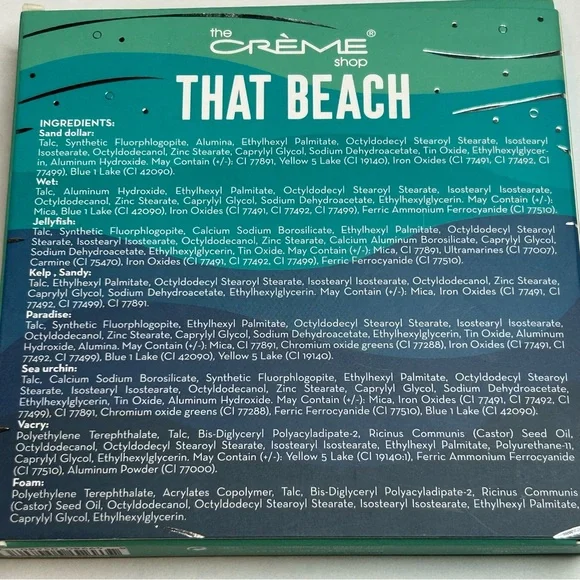 the
CRÈME®
shop
THAT BEACH
INGREDIENTS:
Sand dollar:
Talc, Synthetic Fluorphlogopite, Alumina, Ethylhexyl Palmitate, Octyldodecyl Stearoyl Stearate, Isostearyl
Isostearate, Octyldodecanol, Zinc Stearate, Caprylyl Glycol, Sodium Dehydroacetate, Tin Oxide, Ethylhexylglycer-
in, Aluminum Hydroxide. May Contain (+/-): CI 77891, Yellow 5 Lake (CI 19140), Iron Oxides (CI 77491, CI 77492, CI
77499), Blue 1 Lake (CI 42090).
Wet:
Talc, Aluminum Hydroxide, Ethylhexyl Palmitate, Octyldodecyl Stearoyl Stearate, Isostearyl Isostearate,
Octyldodecanol, Zinc Stearate, Caprylyl Glycol, Sodium Dehydroacetate, Ethylhexylglycerin. May Contain (+/-):
Mica, Blue 1 Lake (CI 42090), Iron Oxides (CI 77491, CI 77492, CI 77499), Ferric Ammonium Ferrocyanide (CI 77510).
Jellyfish:
Talc, Synthetic Fluorphlogopite, Calcium Sodium Borosilicate, Ethylhexyl Palmitate, Octyldodecyl Stearoyl
Stearate, Isostearyl Isostearate, Octyldodecanol, Zinc Stearate, Calcium Aluminum Borosilicate, Caprylyl Glycol,
Sodium Dehydroacetate, Ethylhexylglycerin, Tin Oxide. May Contain (+/-): Mica, CI 77891, Ultramarines (CI 77007),
Carmine (CI 75470), Iron Oxides (CI 77491, CI 77492, CI 77499), Ferric Ferrocyanide (CI 77510).
Kelp , Sandy:
Talc, Ethylhexyl Palmitate, Octyldodecyl Stearoyl Stearate, Isostearyl Isostearate, Octyldodecanol, Zinc Stearate,
Caprylyl Glycol, Sodium Dehydroacetate, Ethylhexylglycerin. May Contain (+/-): Mica, Iron Oxides (CI 77491, CI
77492, CI 77499), CI 77891.
Paradise:
Talc, Synthetic Fluorphlogopite, Ethylhexyl Palmitate, Octyldodecyl Stearoyl Stearate, Isostearyl Isostearate,
Octyldodecanol, Zinc Stearate, Caprylyl Glycol, Sodium Dehydroacetate, Ethylhexylglycerin, Tin Oxide, Aluminum
Hydroxide, Alumina. May Contain (+/-): Mica, CI 77891, Chromium oxide greens (CI 77288), Iron Oxides (CI 77491, CI
77492, CI 77499), Blue 1 Lake (CI 42090), Yellow 5 Lake (CI 19140).
Sea urchin:
Talc, Calcium Sodium Borosilicate, Synthetic Fluorphlogopite, Ethylhexyl Palmitate, Octyldodecyl Stearoyl
Stearate, Isostearyl Isostearate, Octyldodecanol, Zinc Stearate, Caprylyl Glycol, Sodium Dehydroacetate,
Ethylhexylglycerin, Tin Oxide, Aluminum Hydroxide. May Contain (+/-): Mica, Iron Oxides (CI 77491, CI 77492, CI
77499), CI 77891, Chromium oxide greens (CI 77288), Ferric Ferrocyanide (CI 77510), Blue 1 Lake (CI 42090).
Vacry:
Polyethylene Terephthalate, Talc, Bis-Diglyceryl Polyacyladipate-2, Ricinus Communis (Castor) Seed Oil,
Octyldodecanol, Octyldodecyl Stearoyl Stearate, Isostearyl Isostearate, Ethylhexyl Palmitate, Polyurethane-11,
Caprylyl Glycol, Ethylhexylglycerin. May Contain (+/-): Yellow 5 Lake (CI 19140:1), Ferric Ammonium Ferrocyanide
(CI 77510), Aluminum Powder (CI 77000).
Foam:
Polyethylene Terephthalate, Acrylates Copolymer, Talc, Bis-Diglyceryl Polyacyladipate-2, Ricinus Communis
(Castor) Seed Oil, Octyldodecanol, Octyldodecyl Stearoyl Stearate, Isostearyl Isostearate, Ethylhexyl Palmitate,
Caprylyl Glycol, Ethylhexylglycerin.